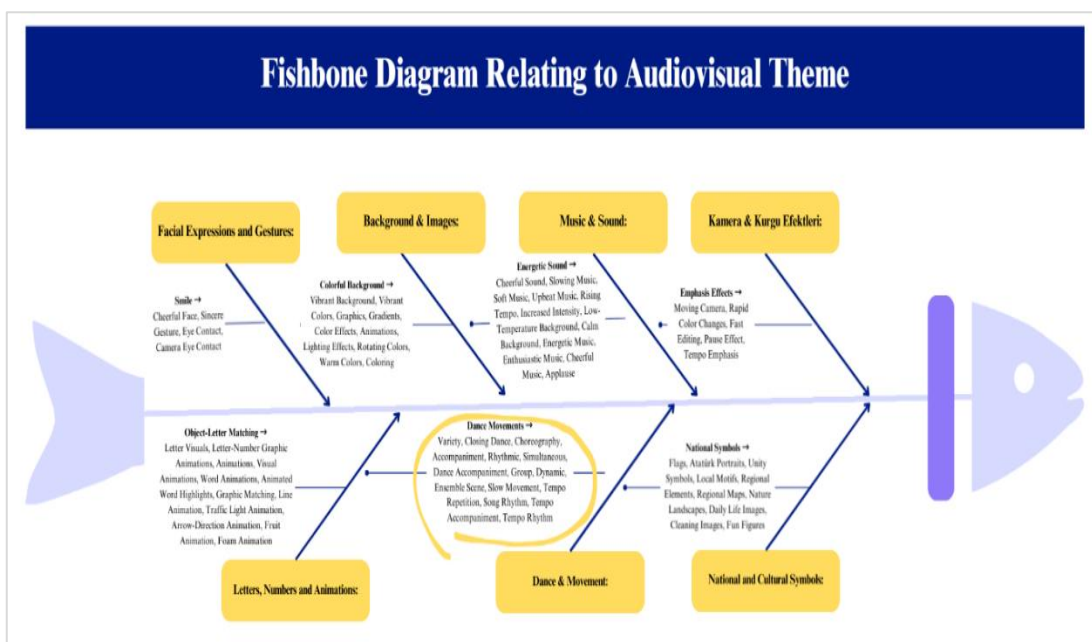 Fishbone Diagram Relating to Audiovisual Theme
Facial Expressions and Gestures:
Background & Images:
Music & Sound:
Kamera & Kurgu Efektleri:
Smile →
Cheerful Face, Sincere
Gesture, Eye Contact,
Camera Eye Contact
Colorful Background →
Vibrant Background, Vibrant
Colors, Graphics, Gradients,
Color Effects, Animations,
Lighting Effects, Rotating Colors,
Warm Colors, Coloring
Energetic Sound →
Cheerful Sound, Slowing Music,
Soft Music, Upbeat Music, Rising
Tempo, Increased Intensity, Low-
Temperature Background, Calm
Background, Energetic Music,
Enthusiastic Music, Cheerful
Music, Applause
Emphasis Effects →
Moving Camera, Rapid
Color Changes, Fast
Editing, Pause Effect,
Tempo Emphasis
Object-Letter Matching →
Letter Visuals, Letter-Number Graphic
Animations, Animations, Visual
Animations, Word Animations, Animated
Word Highlights, Graphic Matching, Line
Animation, Traffic Light Animation,
Arrow-Direction Animation, Fruit
Animation, Foam Animation
Dance Movements →
Variety, Closing Dance, Choreography,
Accompaniment, Rhythmic, Simultaneous,
Dance Accompaniment, Group, Dynamic,
Ensemble Scene, Slow Movement, Tempo
Repetition, Song Rhythm, Tempo
Accompaniment, Tempo Rhythm
National Symbols →
Flags, Atatürk Portraits, Unity
Symbols, Local Motifs, Regional
Elements, Regional Maps, Nature
Landscapes, Daily Life Images,
Cleaning Images, Fun Figures
Letters, Numbers and Animations:
Dance & Movement:
National and Cultural Symbols: